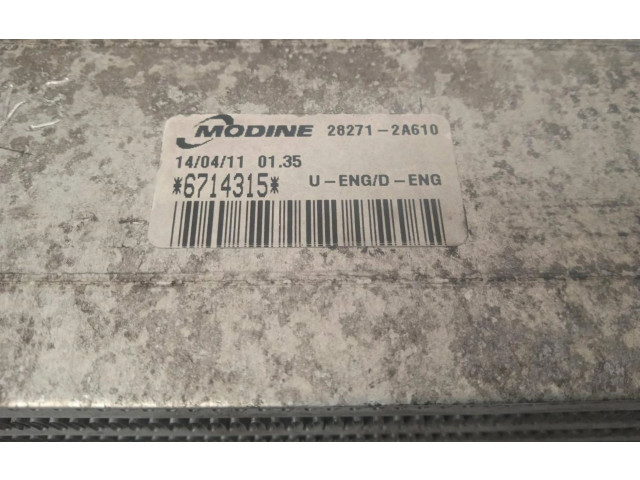 MODINE 28271-2A610
14/04/11 01.35
*6714315* U-ENG/D-ENG